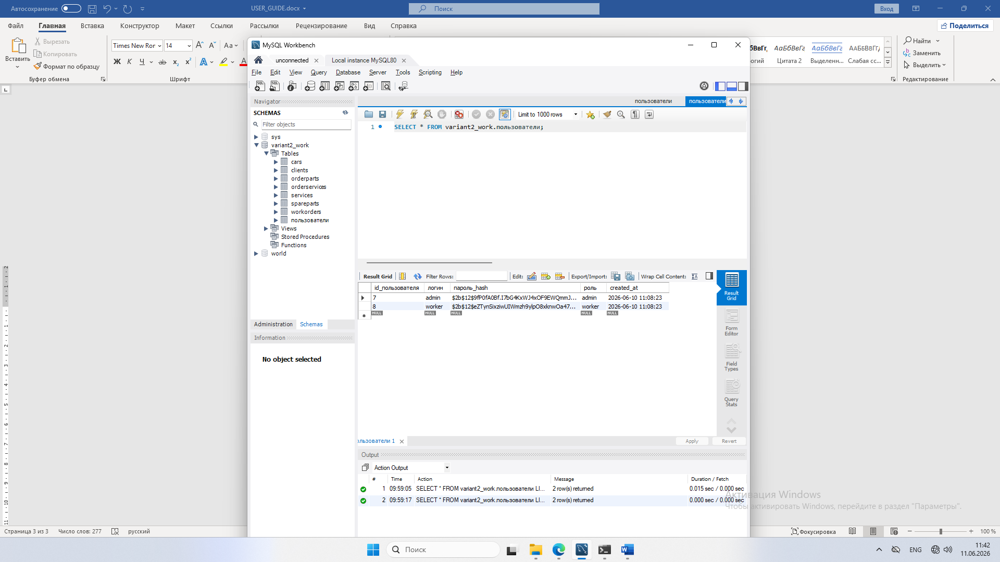 Автосохранение
USER_GUIDE.docx
Поиск
Вход
Файл Главная Вставка Конструктор Макет Ссылки Рассылки Рецензирование Вид Справка
Поделиться
Вставить
Вырезать
Копировать
Формат по образцу
Буфер обмена
Times New Ror 14
Шрифт
АаБбВвГг
Цитата 2
АаБбВвГг
Выделенн...
Слабая сс...
Найти
Заменить
Выделить
Редактирование
MySQL Workbench
unconnected
Local instance MySQL80
File Edit View Query Database Server Tools Scripting Help
Navigator
SCHEMAS
Filter objects
sys
variant2_work
Tables
cars
clients
orderparts
orderservices
services
spareparts
workorders
пользователи
Views
Stored Procedures
Functions
world
Administration Schemas
Information
No object selected
пользователи
пользователи
Limit to 1000 rows
1 SELECT * FROM variant2_work.пользователи;
Result Grid Filter Rows: Edit: Export/Import: Wrap Cell Content:
id_пользователя логин пароль_hash роль created_at
7 admin $2b$12$9fP0fA0Bf.I7bG4KxWJ4xOF9EWQmmJ... admin 2026-06-10 11:08:23
8 worker $2b$12$eZTynSixziwUIWmzh9ylpO8xknwOa47... worker 2026-06-10 11:08:23
NULL NULL NULL NULL NULL
Result Grid
Form Editor
Field Types
Query Stats
ользователи 1
Apply Revert
Output
Action Output
# Time Action Message Duration / Fetch
1 09:59:05 SELECT * FROM variant2_work.пользователи LI... 2 row(s) returned 0.015 sec / 0.000 sec
2 09:59:17 SELECT * FROM variant2_work.пользователи LI... 2 row(s) returned 0.000 sec / 0.000 sec
Активация Windows
Чтобы активировать Windows, перейдите в раздел "Параметры".
Страница 3 из 3 Число слов: 277 русский
Фокусировка
100 %
Поиск
ENG
11:42
11.06.2026